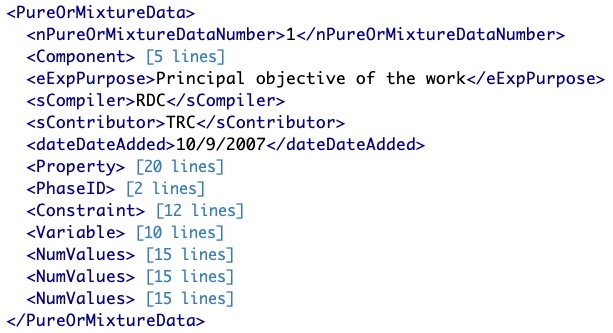 <PureOrMixtureData>
<nPureOrMixtureDataNumber>1</nPureOrMixtureDataNumber>
<Component> [5 lines]
<eExpPurpose>Principal objective of the work</eExpPurpose>
<sCompiler>RDC</sCompiler>
<sContributor>TRC</sContributor>
<dateDateAdded>10/9/2007</dateDateAdded>
<Property> [20 lines]
<PhaseID> [2 lines]
<Constraint> [12 lines]
<Variable> [10 lines]
<NumValues> [15 lines]
<NumValues> [15 lines]
<NumValues> [15 lines]
</PureOrMixtureData>